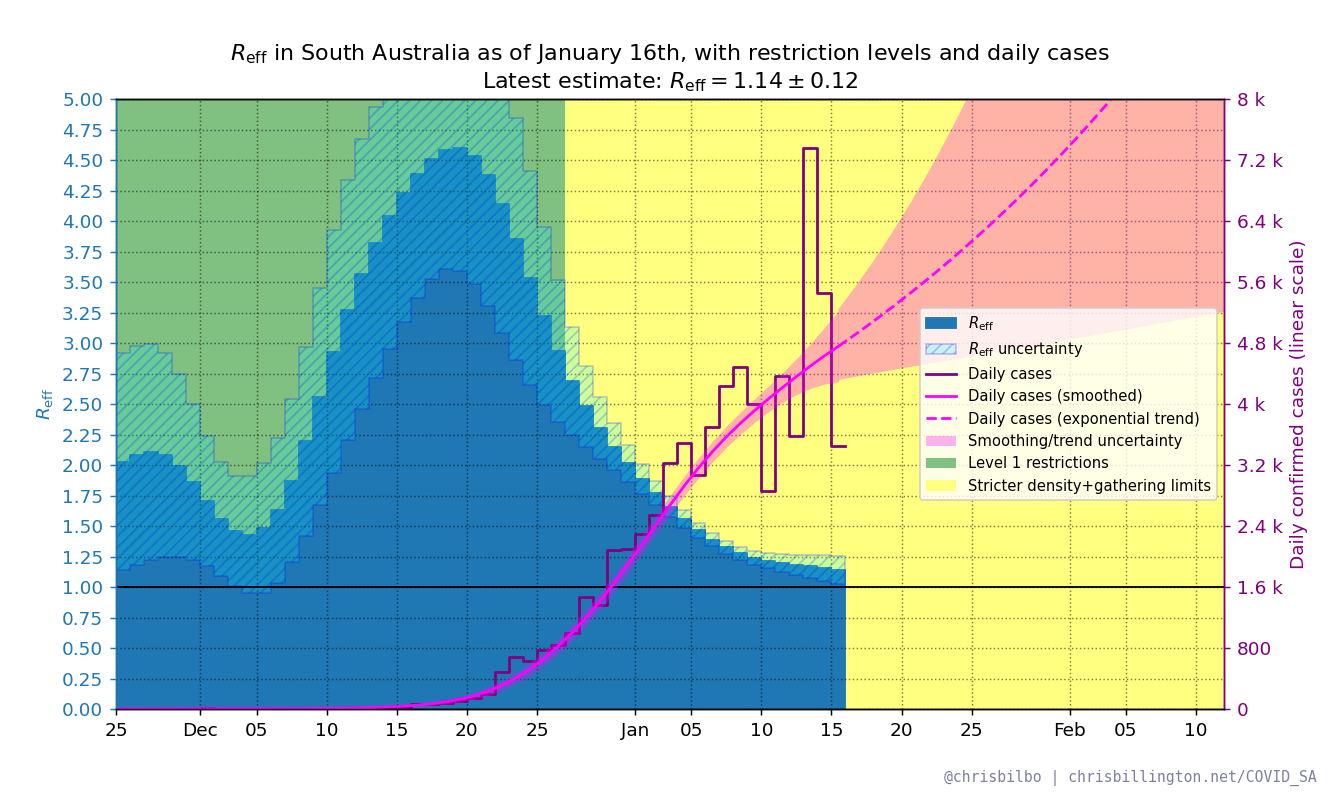 R_eff in South Australia as of January 16th, with restriction levels and daily cases
Latest estimate: R_eff = 1.14 ± 0.12
5.00
4.75
4.50
4.25
4.00
3.75
3.50
3.25
3.00
2.75
2.50
2.25
2.00
1.75
1.50
1.25
1.00
0.75
0.50
0.25
0.00
R_eff
8 k
7.2 k
6.4 k
5.6 k
4.8 k
4 k
3.2 k
2.4 k
1.6 k
800
0
Daily confirmed cases (linear scale)
R_eff
R_eff uncertainty
Daily cases
Daily cases (smoothed)
Daily cases (exponential trend)
Smoothing/trend uncertainty
Level 1 restrictions
Stricter density+gathering limits
25 Dec 05 10 15 20 25 Jan 05 10 15 20 25 Feb 05 10
@chrisbilbo | chrisbillington.net/COVID_SA